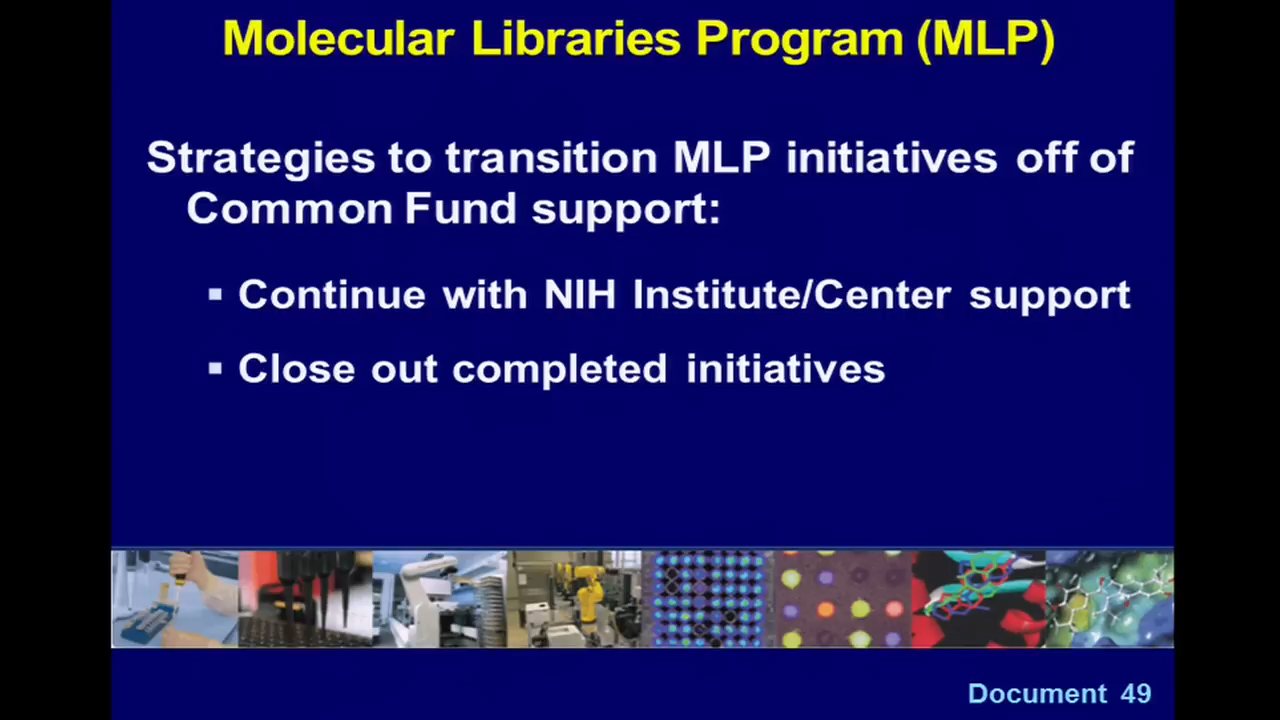 Molecular Libraries Program (MLP)
Strategies to transition MLP initiatives off of
Common Fund support:
▪ Continue with NIH Institute/Center support
▪ Close out completed initiatives
Document 49